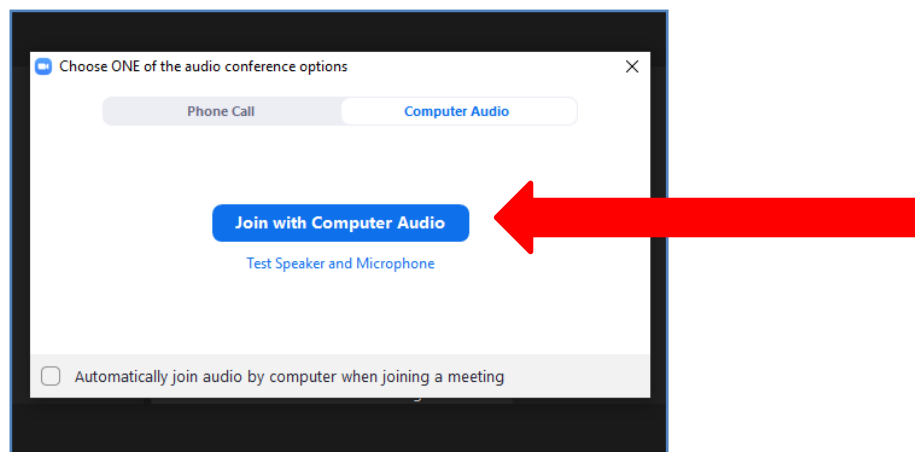 Choose ONE of the audio conference options
Phone Call
Computer Audio
Join with Computer Audio
Test Speaker and Microphone
Automatically join audio by computer when joining a meeting